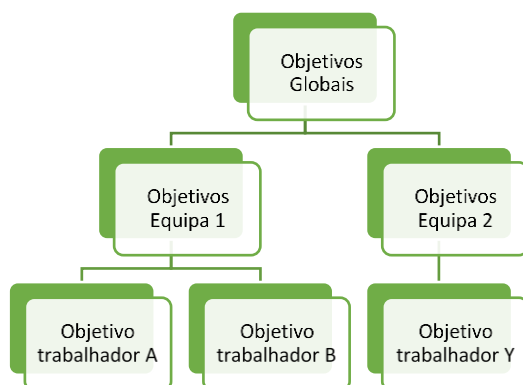 Objetivos
Globais
Objetivos
Equipa 1
Objetivos
Equipa 2
Objetivo
trabalhador A
Objetivo
trabalhador B
Objetivo
trabalhador Y